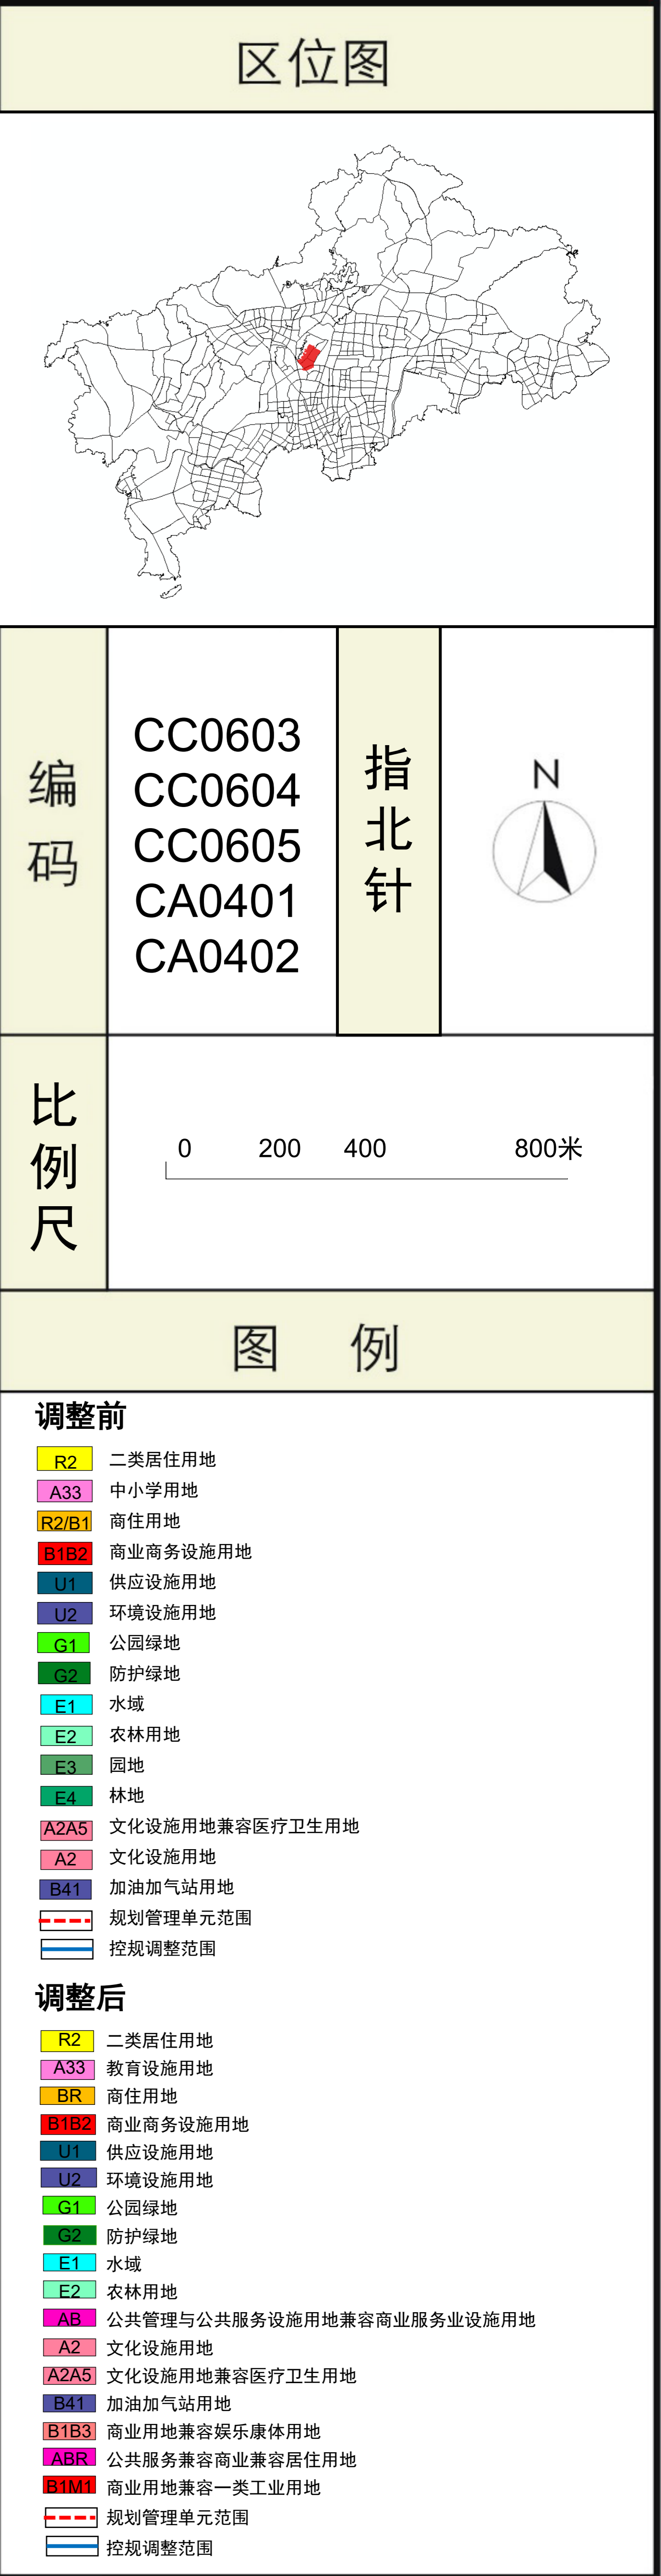 区位图
编码
CC0603
CC0604
CC0605
CA0401
CA0402
指北针
N
比例尺
0 200 400 800米
图 例
调整前
R2 二类居住用地
A33 中小学用地
R2/B1 商住用地
B1B2 商业商务设施用地
U1 供应设施用地
U2 环境设施用地
G1 公园绿地
G2 防护绿地
E1 水域
E2 农林用地
E3 园地
E4 林地
A2A5 文化设施用地兼容医疗卫生用地
A2 文化设施用地
B41 加油加气站用地
规划管理单元范围
控规调整范围
调整后
R2 二类居住用地
A33 教育设施用地
BR 商住用地
B1B2 商业商务设施用地
U1 供应设施用地
U2 环境设施用地
G1 公园绿地
G2 防护绿地
E1 水域
E2 农林用地
AB 公共管理与公共服务设施用地兼容商业服务业设施用地
A2 文化设施用地
A2A5 文化设施用地兼容医疗卫生用地
B41 加油加气站用地
B1B3 商业用地兼容娱乐康体用地
ABR 公共服务兼容商业兼容居住用地
B1M1 商业用地兼容一类工业用地
规划管理单元范围
控规调整范围